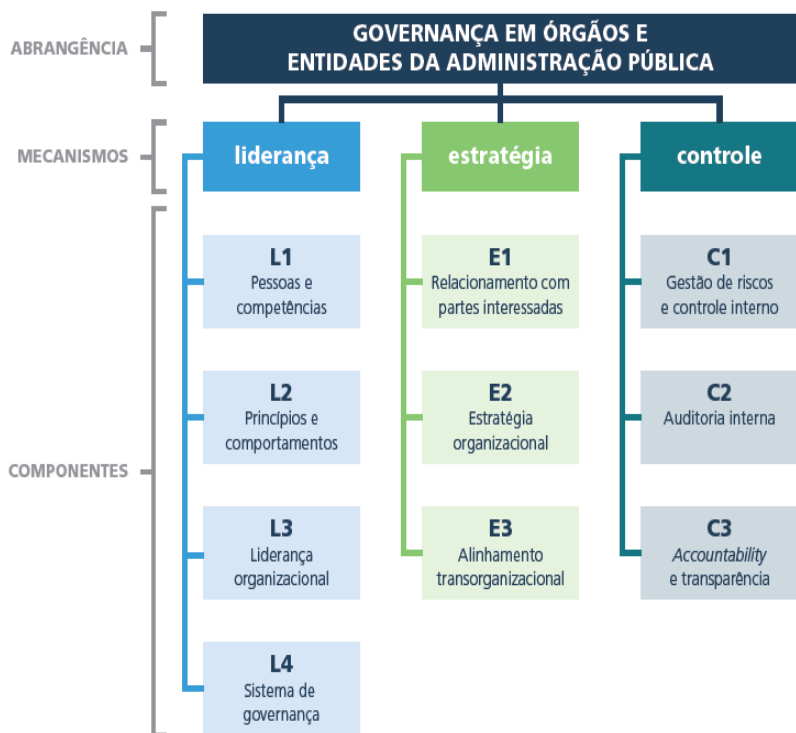 ABRANGÊNCIA
GOVERNANÇA EM ÓRGÃOS E
ENTIDADES DA ADMINISTRAÇÃO PÚBLICA
MECANISMOS
liderança
estratégia
controle
COMPONENTES
L1
Pessoas e
competências
E1
Relacionamento com
partes interessadas
C1
Gestão de riscos
e controle interno
L2
Princípios e
comportamentos
E2
Estratégia
organizacional
C2
Auditoria interna
L3
Liderança
organizacional
E3
Alinhamento
transorganizacional
C3
Accountability
e transparência
L4
Sistema de
governança